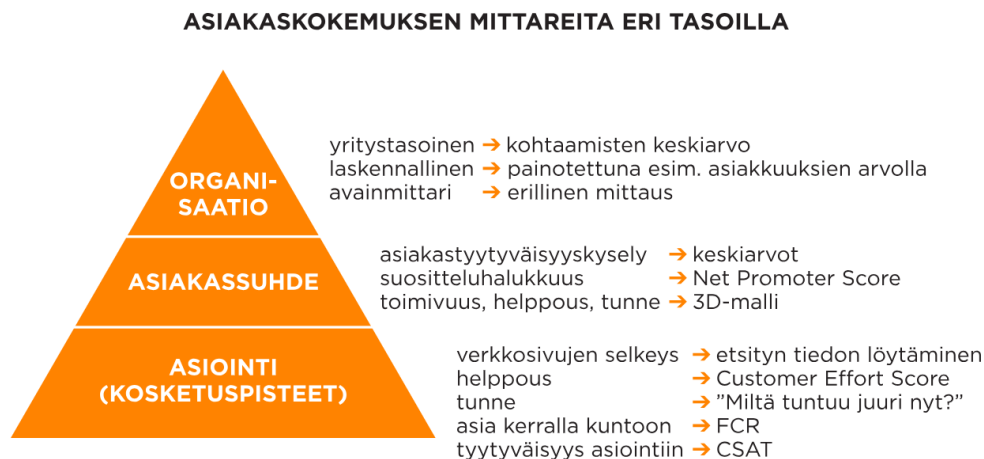 ASIAKASKOKEMUKSEN MITTAREITA ERI TASOILLA
ORGANI-
SAATIO
yritystasoinen ➔ kohtaamisten keskiarvo
laskennallinen ➔ painotettuna esim. asiakkuuksien arvolla
avainmittari ➔ erillinen mittaus
ASIAKASSUHDE
asiakastyytyväisyyskysely ➔ keskiarvot
suositteluhalukkuus ➔ Net Promoter Score
toimivuus, helppous, tunne ➔ 3D-malli
ASIOINTI
(KOSKETUSPISTEET)
verkkosivujen selkeys ➔ etsityn tiedon löytäminen
helppous ➔ Customer Effort Score
tunne ➔ ”Miltä tuntuu juuri nyt?”
asia kerralla kuntoon ➔ FCR
tyytyväisyys asiointiin ➔ CSAT